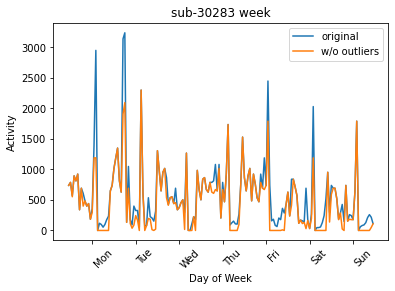 sub-30283 week
original
w/o outliers
3000
2500
2000
1500
1000
500
0
Activity
Mon
Tue
Wed
Thu
Fri
Sat
Sun
Day of Week